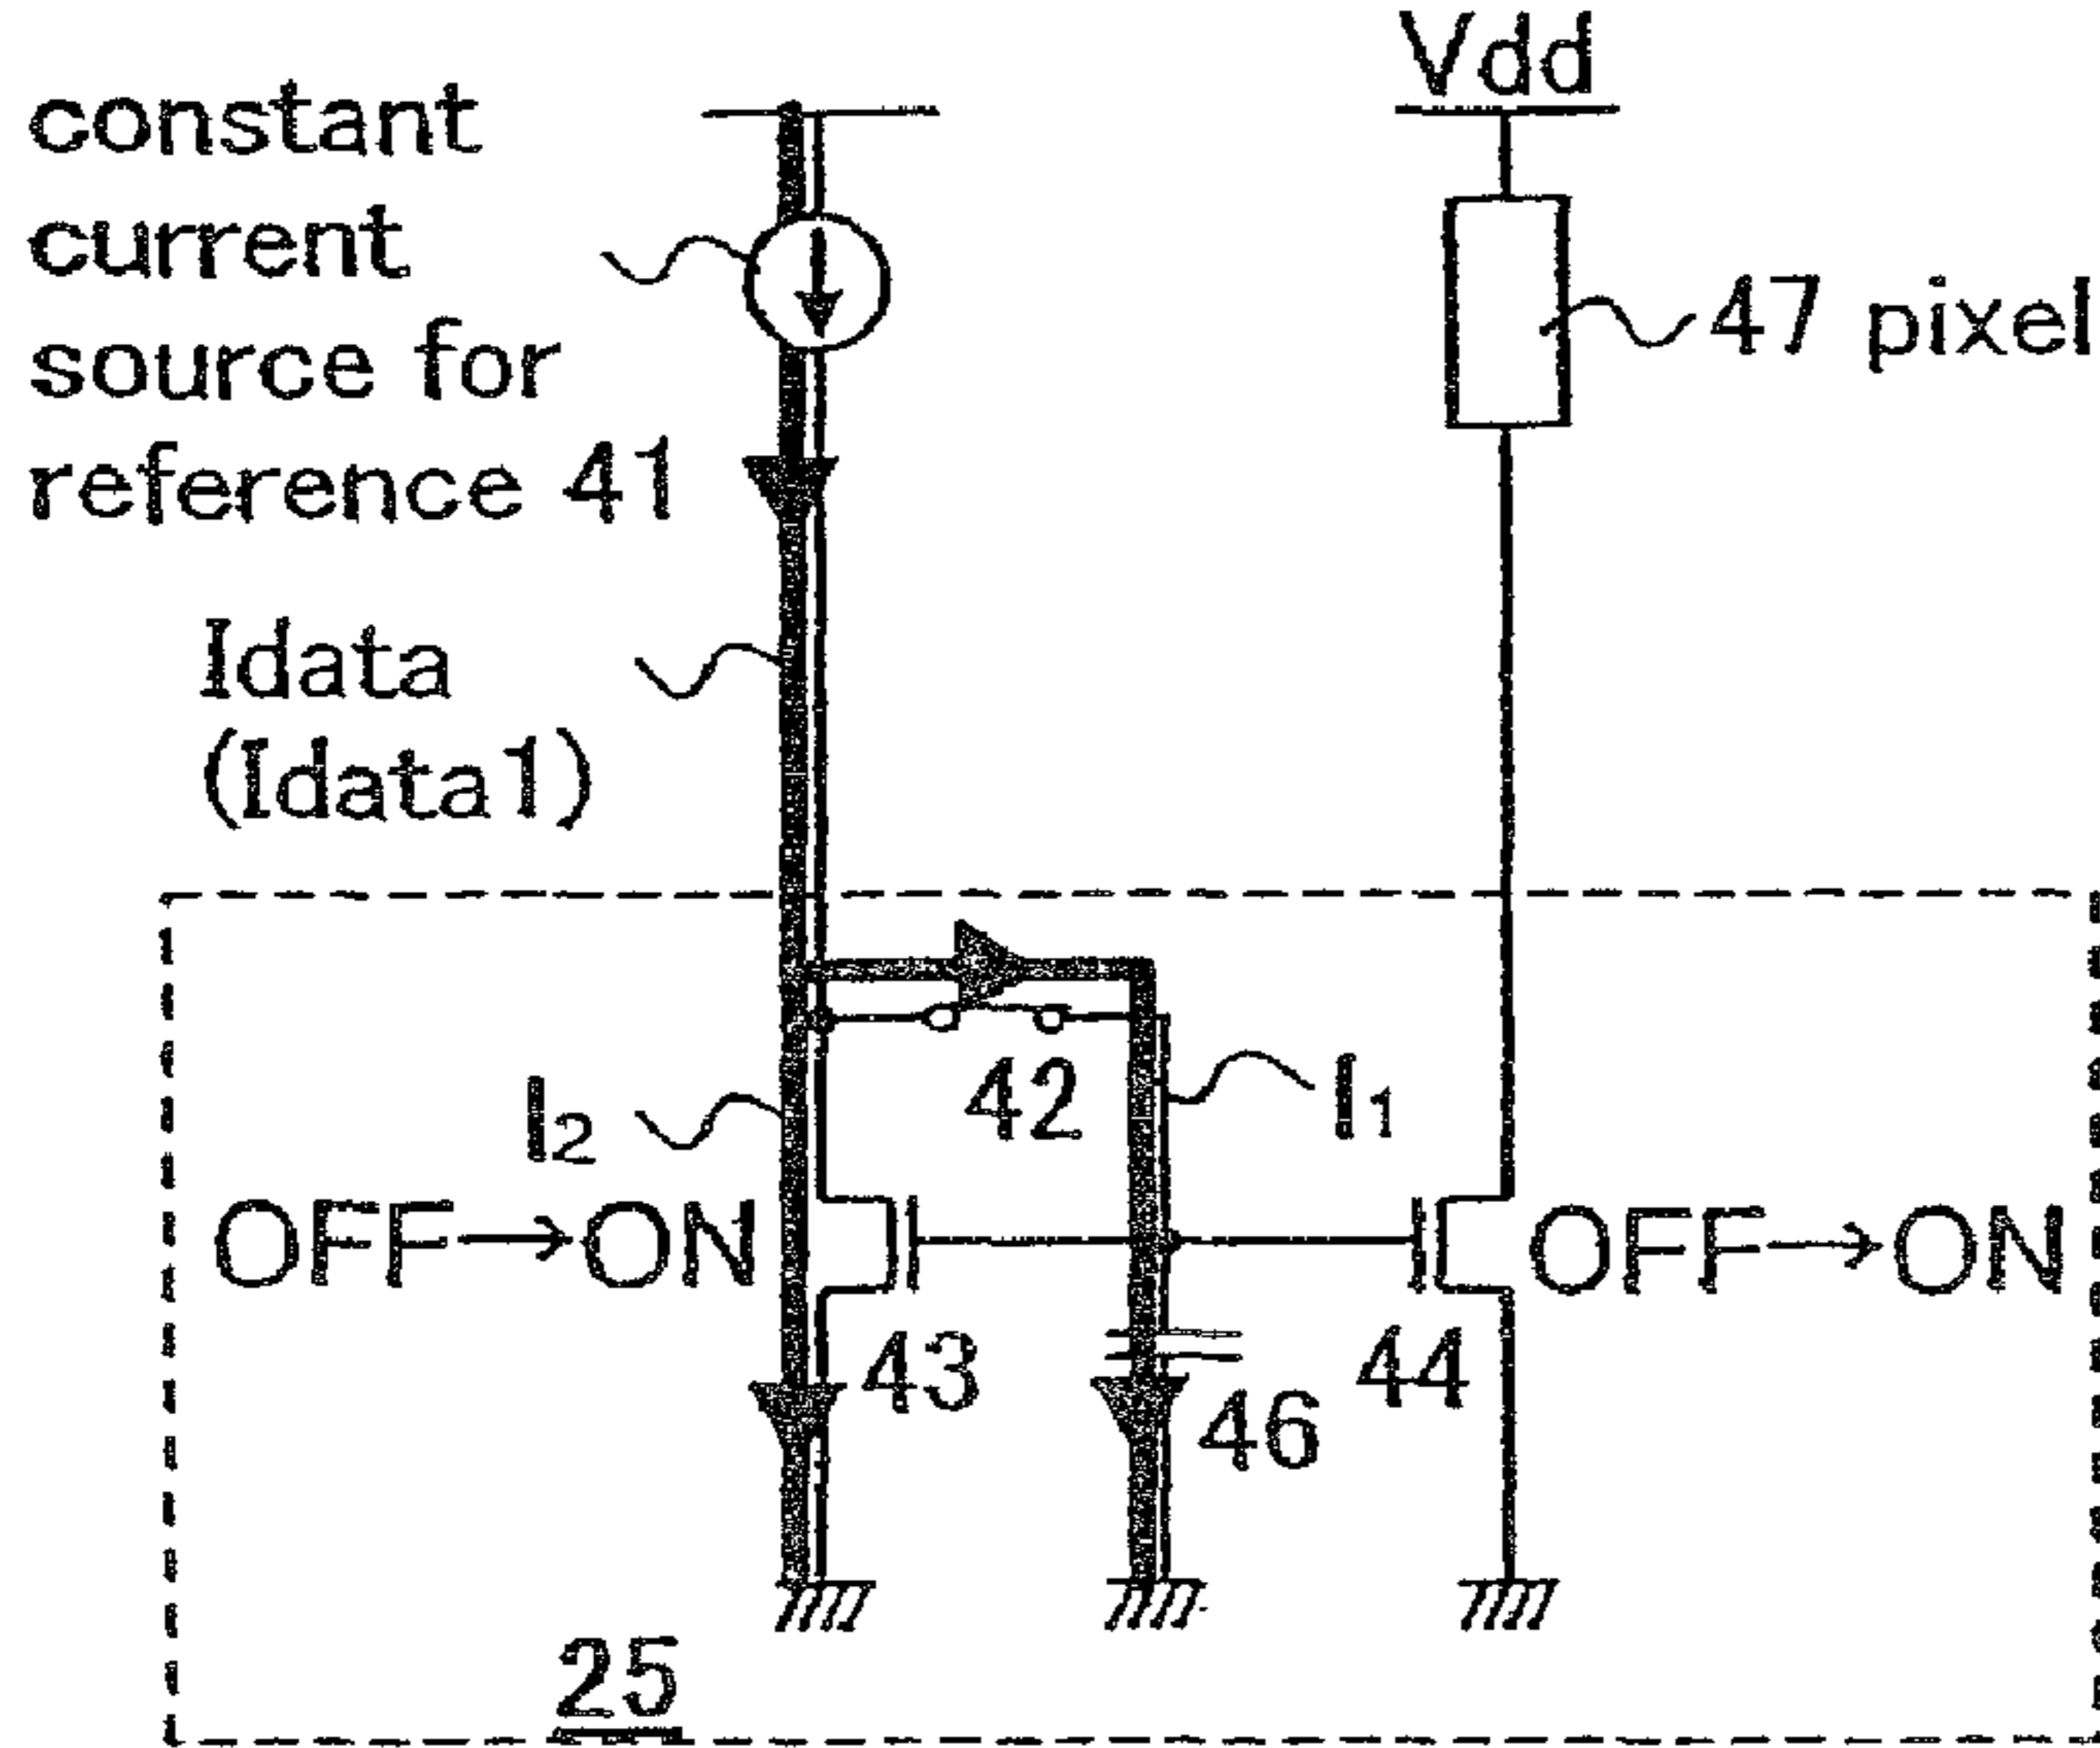 constant
current
source for
reference 41
Vdd
47 pixel
Idata
(Idata1)
I2
42
I1
OFF→ON
OFF→ON
43
44
46
25